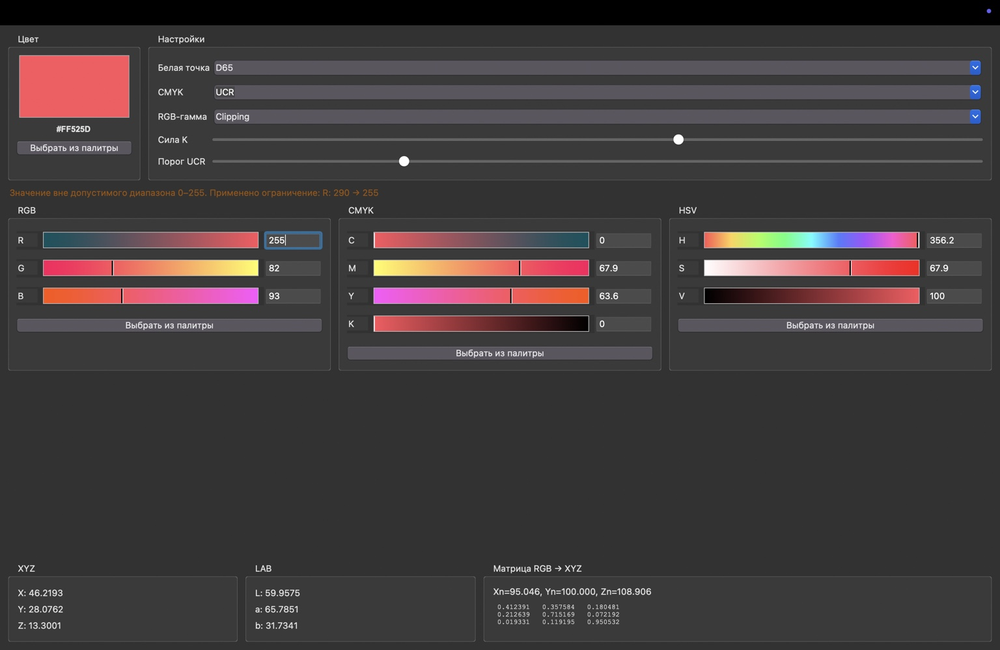 Цвет
#FF525D
Выбрать из палитры
Настройки
Белая точка D65
CMYK UCR
RGB-гамма Clipping
Сила K
Порог UCR
Значение вне допустимого диапазона 0–255. Применено ограничение: R: 290 → 255
RGB
R 255
G 82
B 93
Выбрать из палитры
CMYK
C 0
M 67.9
Y 63.6
K 0
Выбрать из палитры
HSV
H 356.2
S 67.9
V 100
Выбрать из палитры
XYZ
X: 46.2193
Y: 28.0762
Z: 13.3001
LAB
L: 59.9575
a: 65.7851
b: 31.7341
Матрица RGB → XYZ
Xn=95.046, Yn=100.000, Zn=108.906
0.412391 0.357584 0.180481
0.212639 0.715169 0.072192
0.019331 0.119195 0.950532